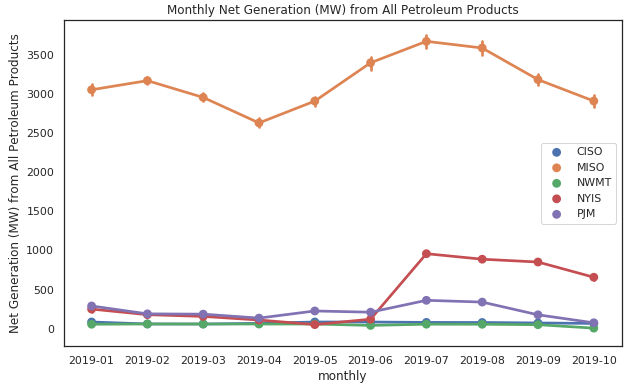 Monthly Net Generation (MW) from All Petroleum Products
Net Generation (MW) from All Petroleum Products
3500
3000
2500
2000
1500
1000
500
0
CISO
MISO
NWMT
NYIS
PJM
2019-01 2019-02 2019-03 2019-04 2019-05 2019-06 2019-07 2019-08 2019-09 2019-10
monthly